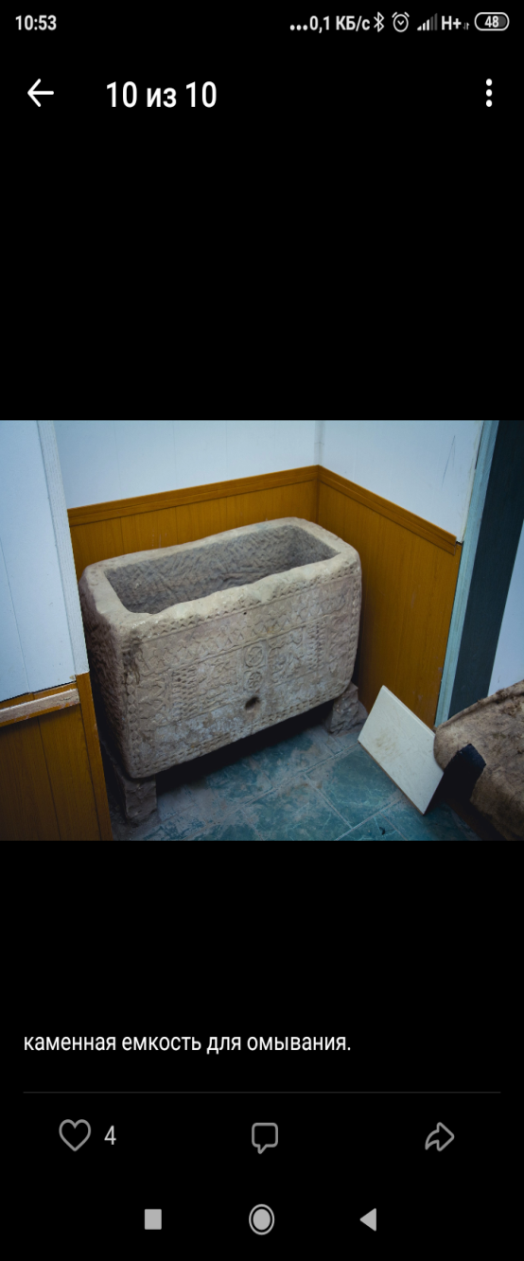 10:53 ...0,1 КБ/с H+ 48
10 из 10
каменная емкость для омывания.
4